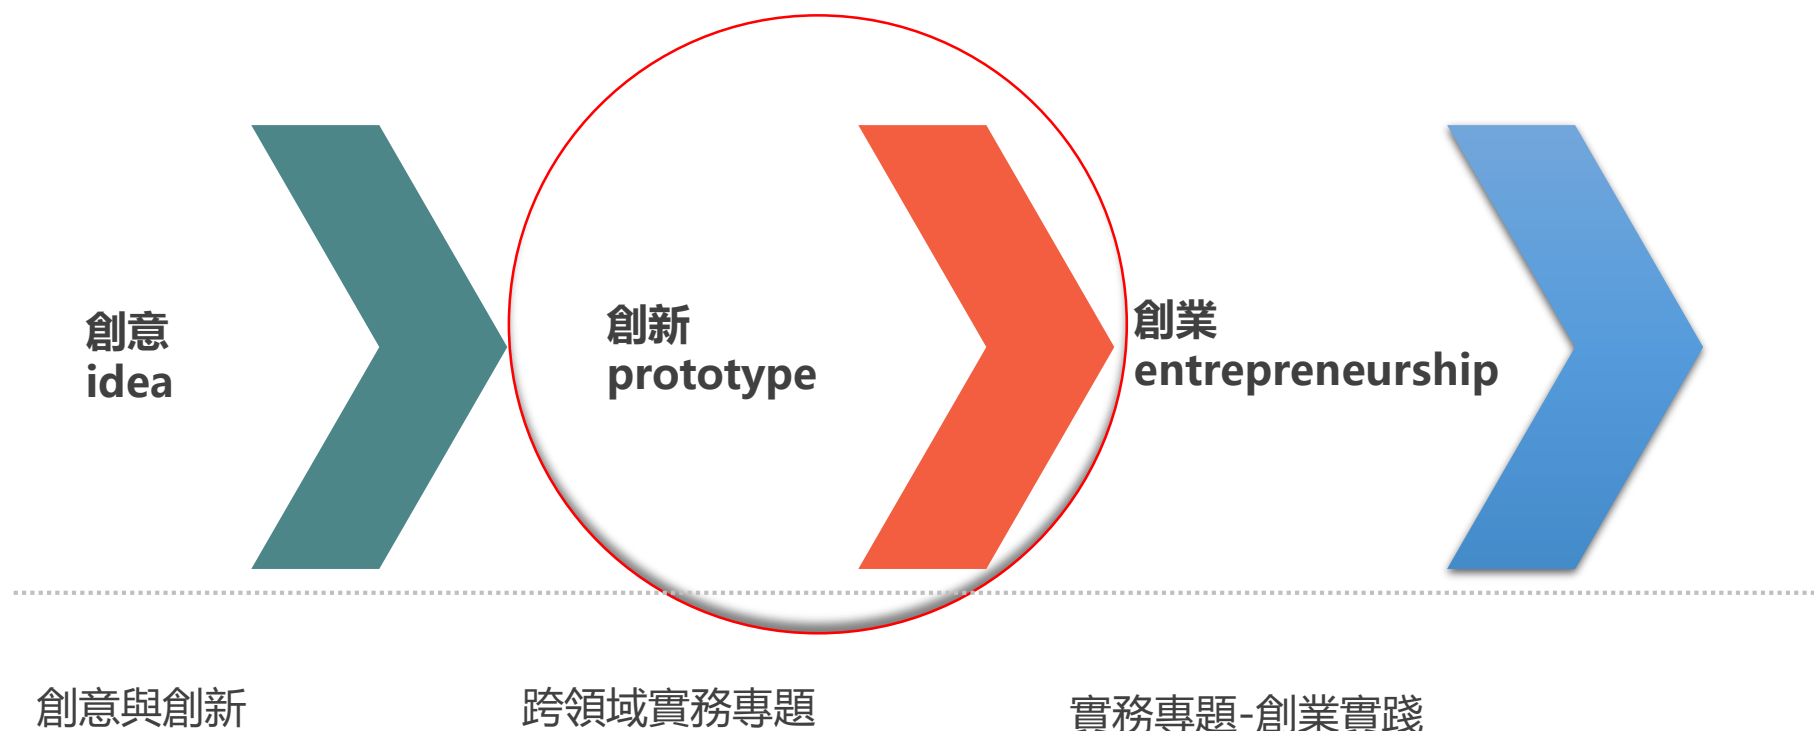 創意
idea
創新
prototype
創業
entrepreneurship
創意與創新
跨領域實務專題
實務專題-創業實踐